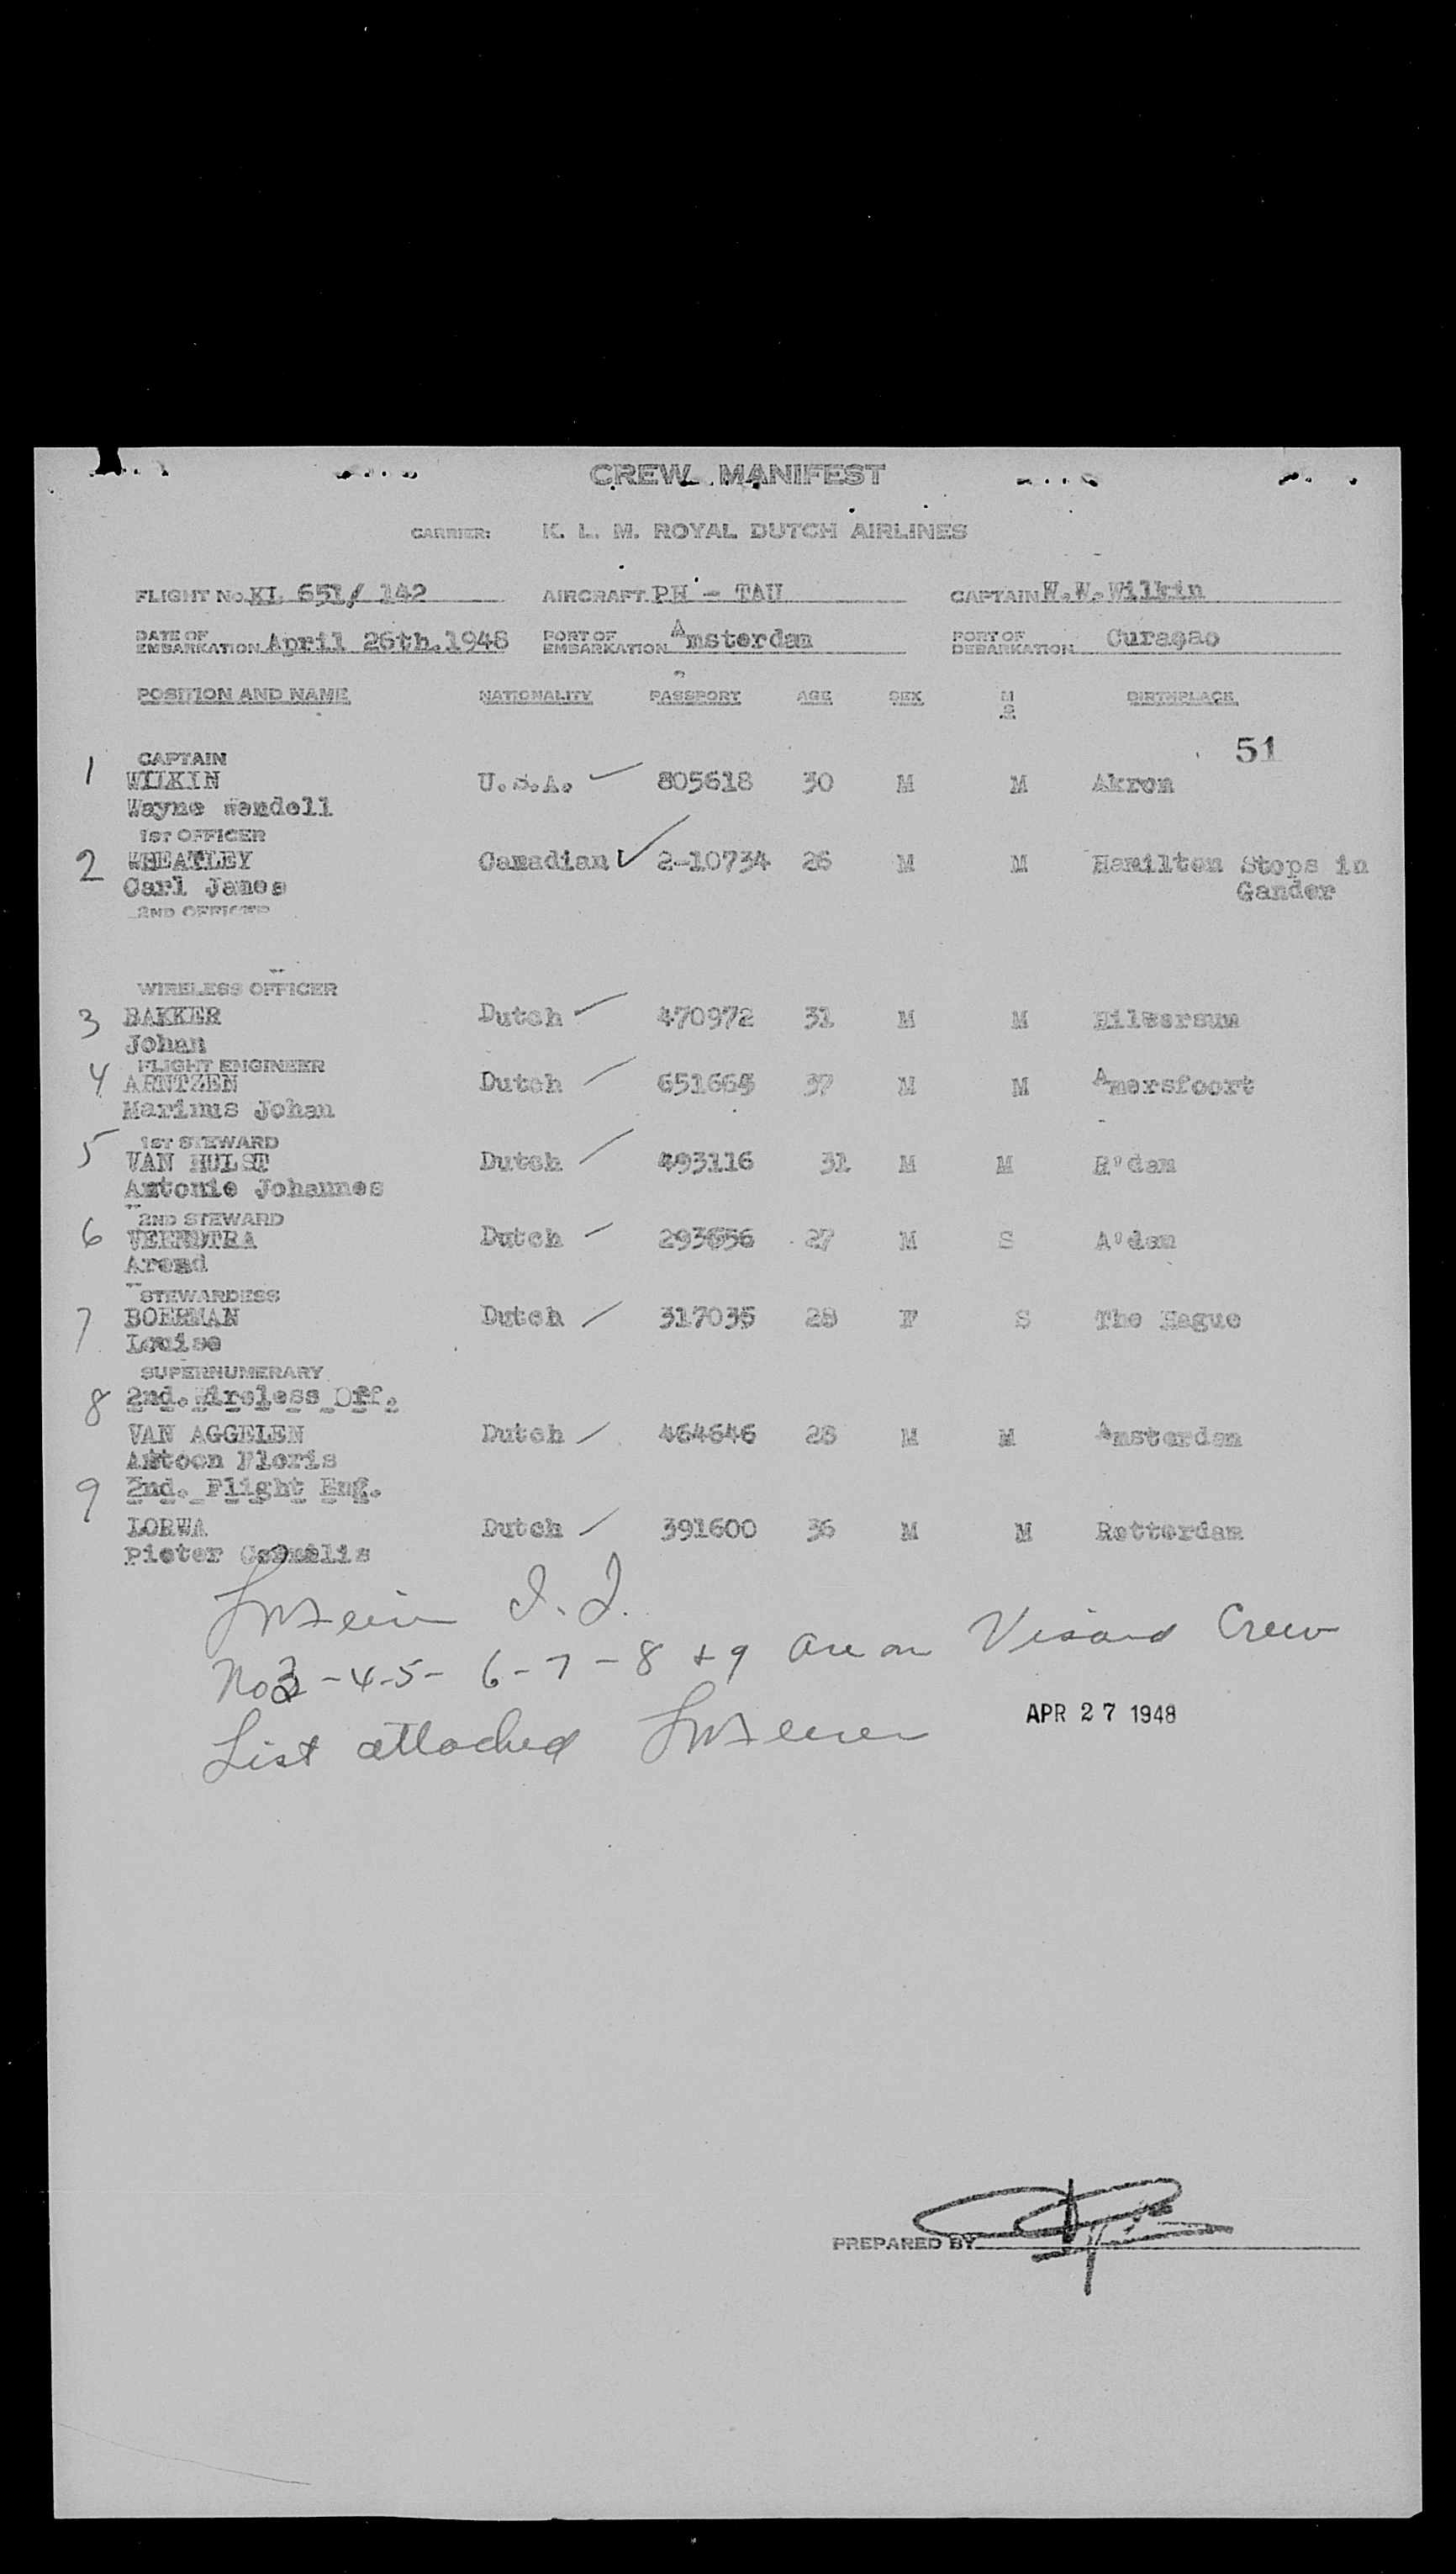 CREW MANIFEST
CARRIER: K. L. M. ROYAL DUTCH AIRLINES
FLIGHT No. KL 651/ 142 AIRCRAFT PH - TAU CAPTAIN W.W.Wilkin
DATE OF EMBARKATION April 26th.1948 PORT OF EMBARKATION Amsterdam PORT OF DEBARKATION Curaçao
POSITION AND NAME NATIONALITY PASSPORT AGE SEX M S BIRTHPLACE
51
CAPTAIN
1 WILKIN U.S.A. 805618 30 M M Akron
Wayne Wendell
1ST OFFICER
2 WHEATLEY Canadian 2-10734 26 M M Hamilton Stops in
Carl James Gander
2ND OFFICER
WIRELESS OFFICER
3 BAKKER Dutch 470972 31 M M Hilversum
Johan
FLIGHT ENGINEER
4 ARNTZEN Dutch 651665 37 M M Amersfoort
Marinus Johan
1ST STEWARD
5 VAN HULST Dutch 493116 31 M M R'dam
Antonie Johannes
2ND STEWARD
6 Dutch 293656 27 M S A'dam
Arend
STEWARDESS
7 BOERMAN Dutch 317035 28 F S The Hague
Louise
SUPERNUMERARY
8 2nd. Wireless Off.
VAN AGGELEN Dutch 464646 28 M M Amsterdam
Antoon Floris
9 2nd. Flight Eng.
LORWA Dutch 391600 36 M M Rotterdam
Pieter Cornelis
No 3-4-5- 6-7-8 + 9 are on Visaed Crew
List attached
APR 27 1948
PREPARED BY